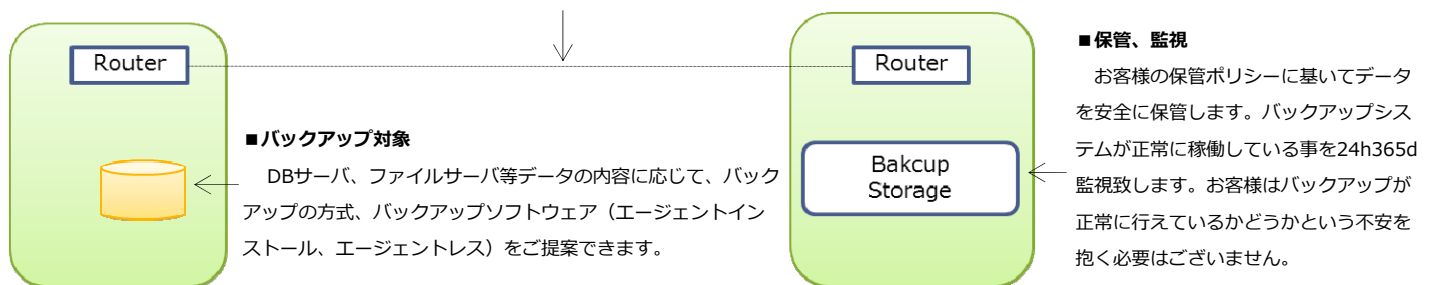 Router
■バックアップ対象
DBサーバ、ファイルサーバ等データの内容に応じて、バック
アップの方式、バックアップソフトウェア（エージェントイン
ストール、エージェントレス）をご提案できます。
Router
Bakcup
Storage
■保管、監視
お客様の保管ポリシーに基いてデータ
を安全に保管します。バックアップシス
テムが正常に稼働している事を24h365d
監視致します。お客様はバックアップが
正常に行えているかどうかという不安を
抱く必要はございません。